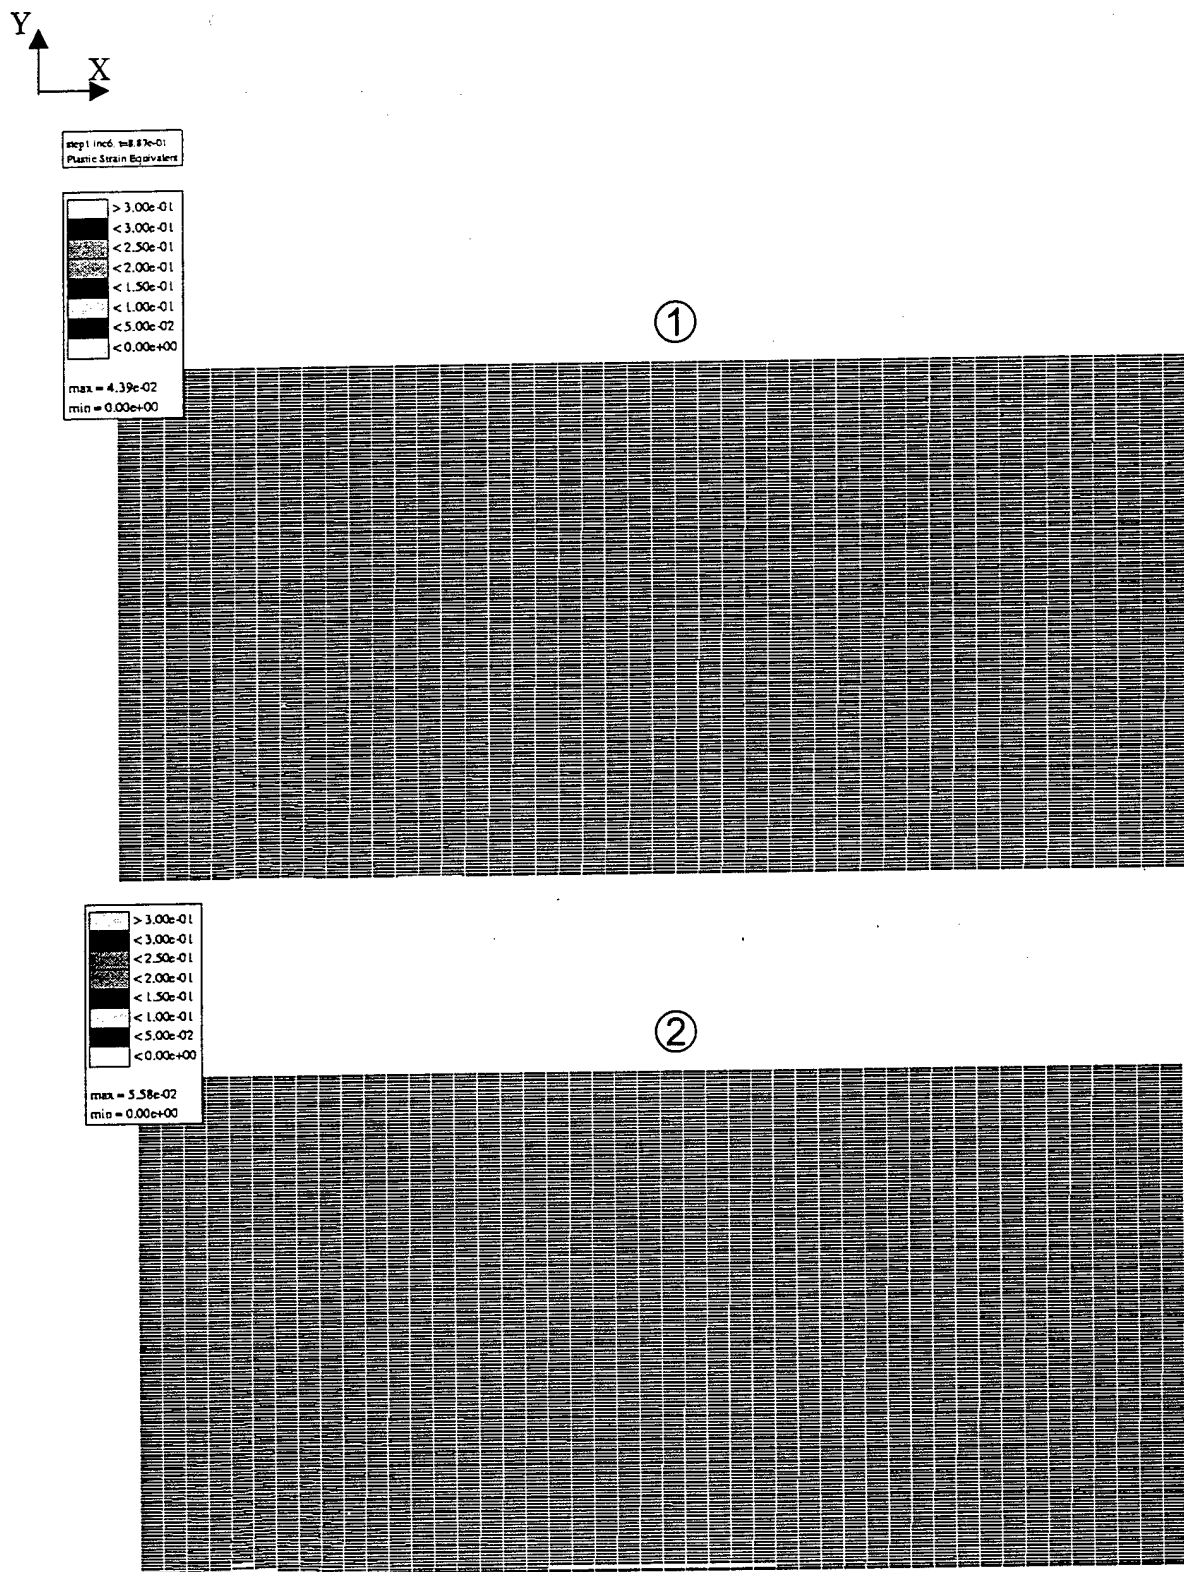 Y
X
step1 inc6, t=8.87e-01
Plastic Strain Equivalent
> 3.00e-01
< 3.00e-01
< 2.50e-01
< 2.00e-01
< 1.50e-01
< 1.00e-01
< 5.00e-02
< 0.00e+00
max = 4.39e-02
min = 0.00e+00
①
> 3.00e-01
< 3.00e-01
< 2.50e-01
< 2.00e-01
< 1.50e-01
< 1.00e-01
< 5.00e-02
< 0.00e+00
max = 5.58e-02
min = 0.00e+00
②